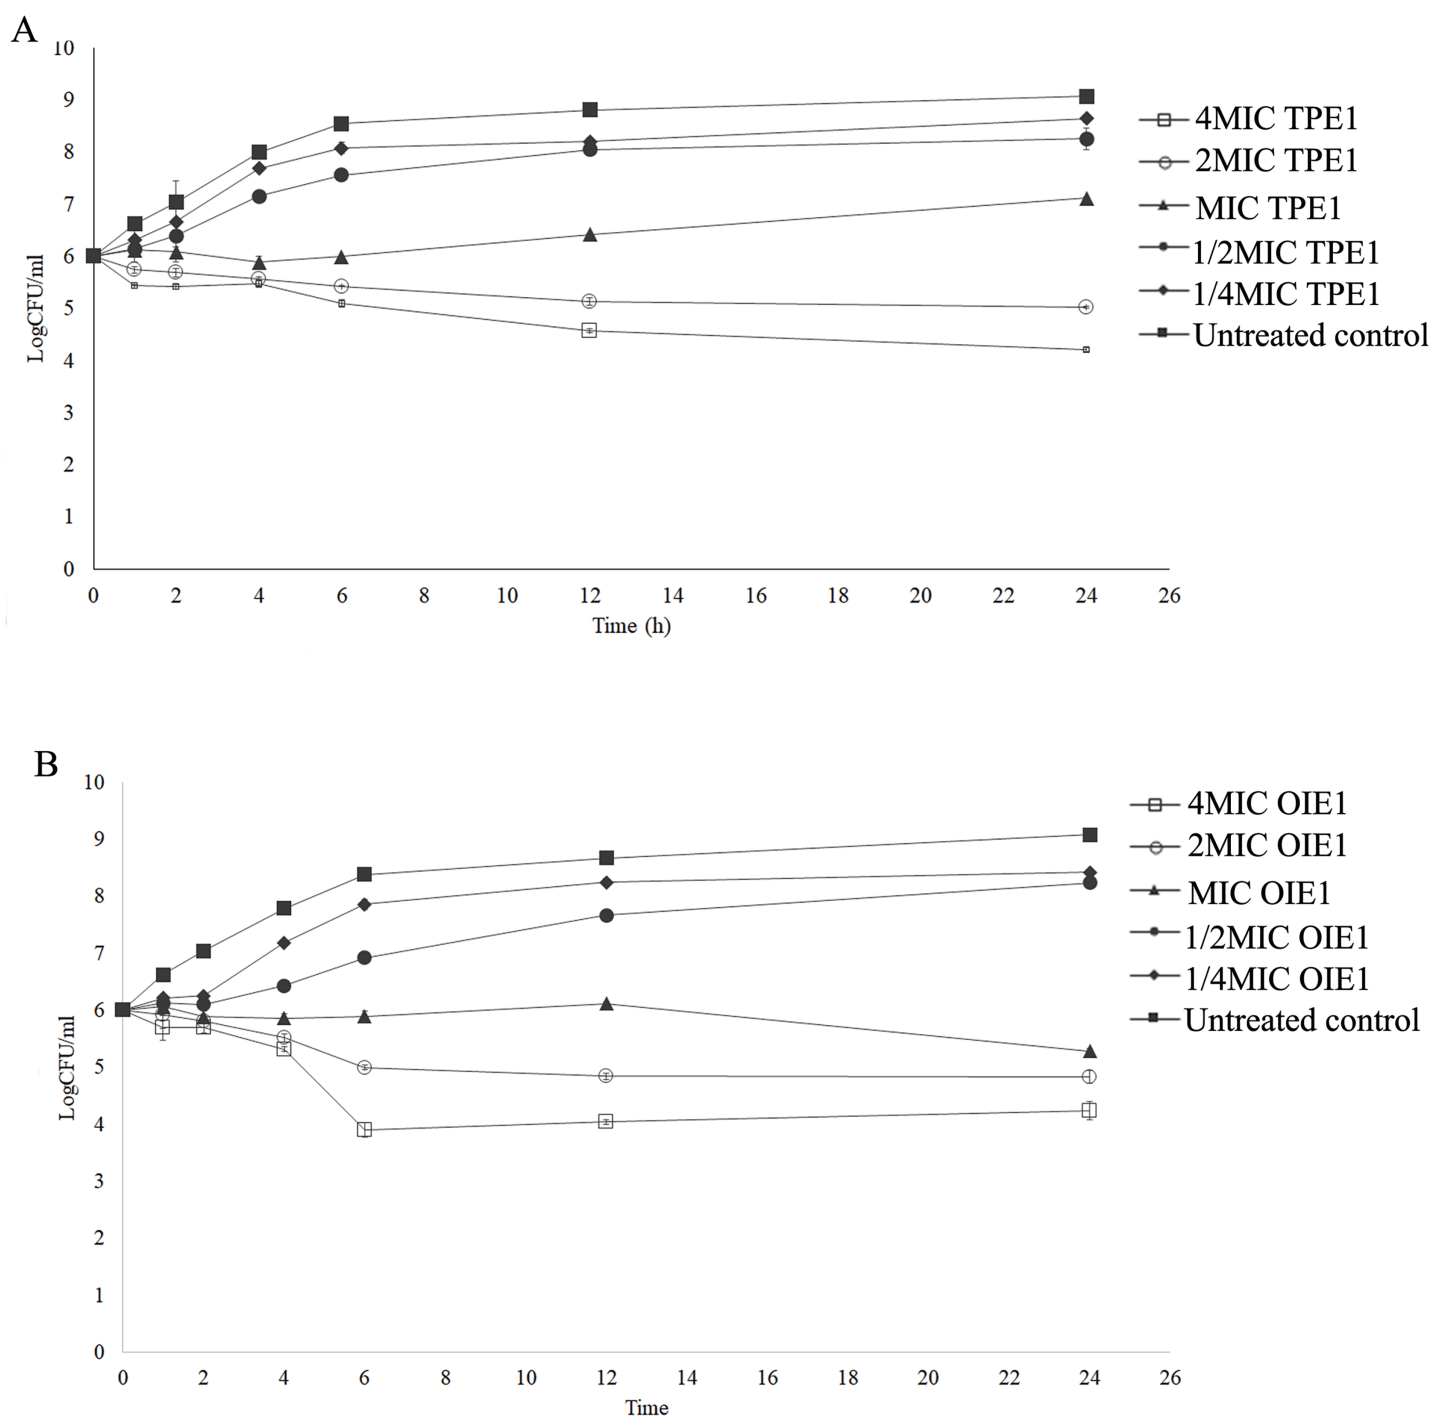 A
10
9
8
7
6
5
4
3
2
1
0
LogCFU/ml
0 2 4 6 8 10 12 14 16 18 20 22 24 26
Time (h)
4MIC TPE1
2MIC TPE1
MIC TPE1
1/2MIC TPE1
1/4MIC TPE1
Untreated control
B
10
9
8
7
6
5
4
3
2
1
0
LogCFU/ml
0 2 4 6 8 10 12 14 16 18 20 22 24 26
Time
4MIC OIE1
2MIC OIE1
MIC OIE1
1/2MIC OIE1
1/4MIC OIE1
Untreated control